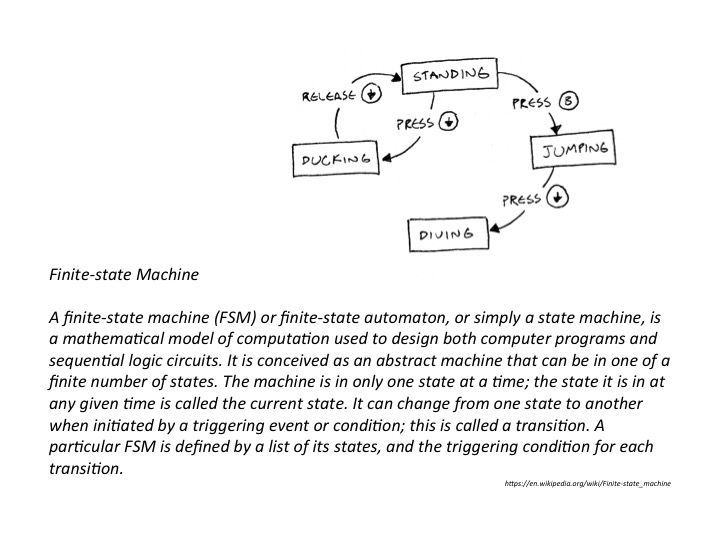 STANDING
RELEASE ↓
PRESS ↓
PRESS B
DUCKING
JUMPING
PRESS ↓
DIVING
Finite-state Machine
A finite-state machine (FSM) or finite-state automaton, or simply a state machine, is
a mathematical model of computation used to design both computer programs and
sequential logic circuits. It is conceived as an abstract machine that can be in one of a
finite number of states. The machine is in only one state at a time; the state it is in at
any given time is called the current state. It can change from one state to another
when initiated by a triggering event or condition; this is called a transition. A
particular FSM is defined by a list of its states, and the triggering condition for each
transition.
https://en.wikipedia.org/wiki/Finite-state_machine